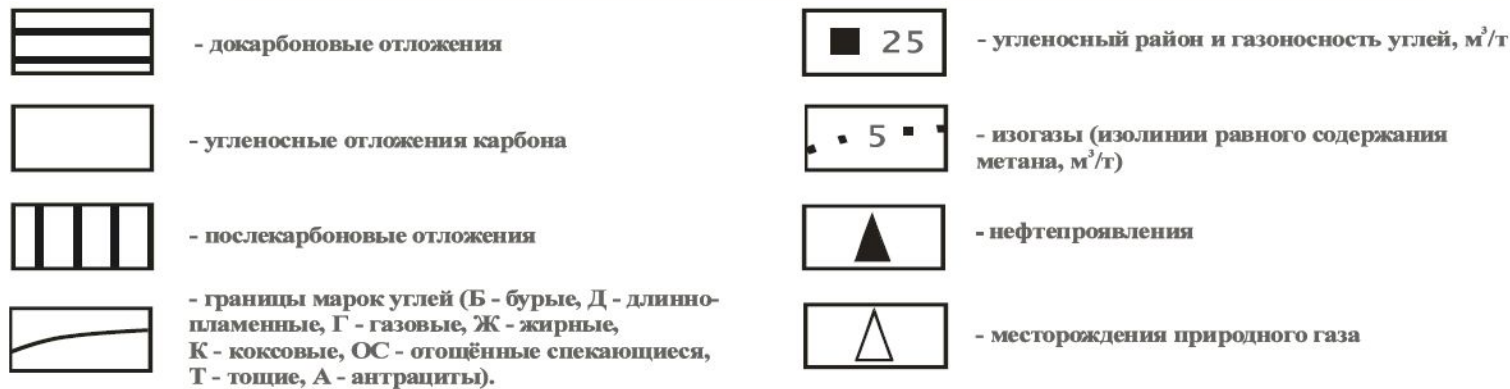 - докарбоновые отложения
- угленосные отложения карбона
- послекарбоновые отложения
- границы марок углей (Б - бурые, Д - длинно-
пламенные, Г - газовые, Ж - жирные,
К - коксовые, ОС - отощённые спекающиеся,
Т - тощие, А - антрациты).
25
- угленосный район и газоносность углей, м³/т
5
- изогазы (изолинии равного содержания
метана, м³/т)
- нефтепроявления
- месторождения природного газа